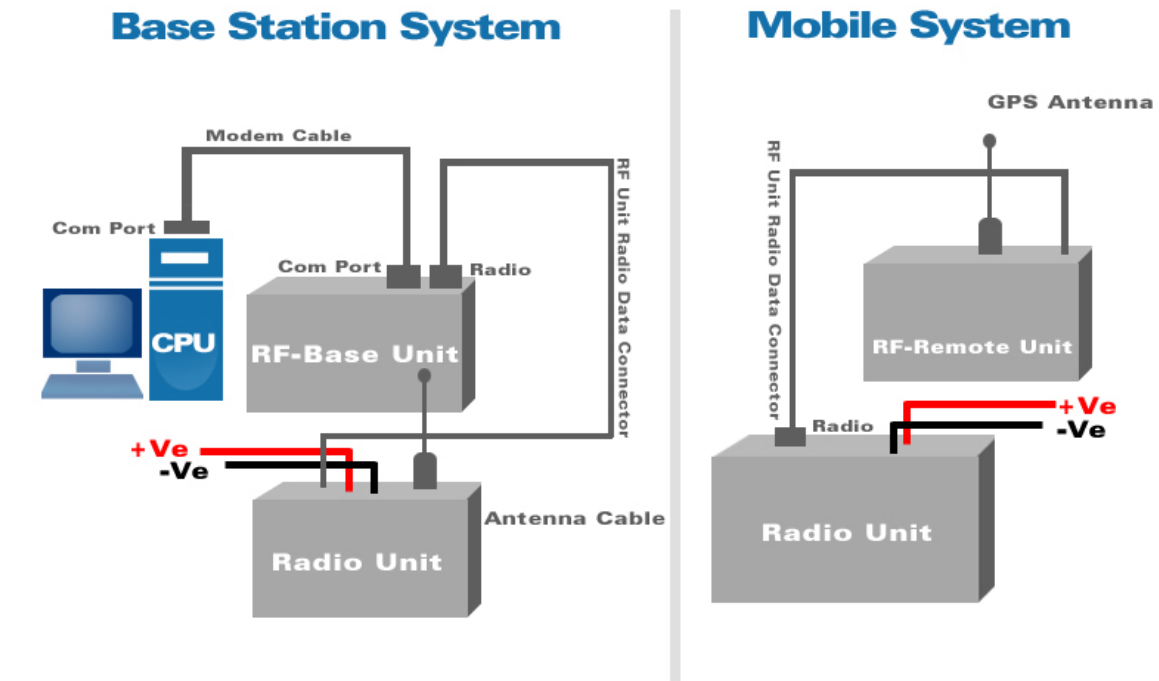 Base Station System
Modem Cable
Com Port
Com Port
Radio
RF Unit Radio Data Connector
CPU
RF-Base Unit
+Ve
-Ve
Antenna Cable
Radio Unit
Mobile System
GPS Antenna
RF Unit Radio Data Connector
RF-Remote Unit
+Ve
-Ve
Radio
Radio Unit